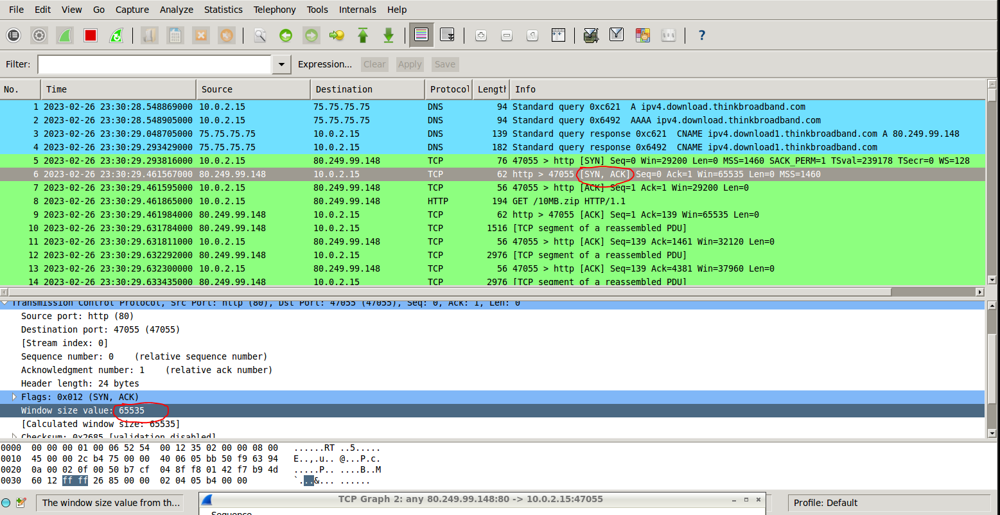 File Edit View Go Capture Analyze Statistics Telephony Tools Internals Help
Filter: Expression... Clear Apply Save
No. Time Source Destination Protocol Length Info
1 2023-02-26 23:30:28.548869000 10.0.2.15 75.75.75.75 DNS 94 Standard query 0xc621 A ipv4.download.thinkbroadband.com
2 2023-02-26 23:30:28.548905000 10.0.2.15 75.75.75.75 DNS 94 Standard query 0x6492 AAAA ipv4.download.thinkbroadband.com
3 2023-02-26 23:30:29.048705000 75.75.75.75 10.0.2.15 DNS 139 Standard query response 0xc621 CNAME ipv4.download1.thinkbroadband.com A 80.249.99.148
4 2023-02-26 23:30:29.293429000 75.75.75.75 10.0.2.15 DNS 182 Standard query response 0x6492 CNAME ipv4.download1.thinkbroadband.com
5 2023-02-26 23:30:29.293816000 10.0.2.15 80.249.99.148 TCP 76 47055 > http [SYN] Seq=0 Win=29200 Len=0 MSS=1460 SACK_PERM=1 TSval=239178 TSecr=0 WS=128
6 2023-02-26 23:30:29.461567000 80.249.99.148 10.0.2.15 TCP 62 http > 47055 [SYN, ACK] Seq=0 Ack=1 Win=65535 Len=0 MSS=1460
7 2023-02-26 23:30:29.461595000 10.0.2.15 80.249.99.148 TCP 56 47055 > http [ACK] Seq=1 Ack=1 Win=29200 Len=0
8 2023-02-26 23:30:29.461865000 10.0.2.15 80.249.99.148 HTTP 194 GET /10MB.zip HTTP/1.1
9 2023-02-26 23:30:29.461984000 80.249.99.148 10.0.2.15 TCP 62 http > 47055 [ACK] Seq=1 Ack=139 Win=65535 Len=0
10 2023-02-26 23:30:29.631784000 80.249.99.148 10.0.2.15 TCP 1516 [TCP segment of a reassembled PDU]
11 2023-02-26 23:30:29.631811000 10.0.2.15 80.249.99.148 TCP 56 47055 > http [ACK] Seq=139 Ack=1461 Win=32120 Len=0
12 2023-02-26 23:30:29.632292000 80.249.99.148 10.0.2.15 TCP 2976 [TCP segment of a reassembled PDU]
13 2023-02-26 23:30:29.632300000 10.0.2.15 80.249.99.148 TCP 56 47055 > http [ACK] Seq=139 Ack=4381 Win=37960 Len=0
14 2023-02-26 23:30:29.633435000 80.249.99.148 10.0.2.15 TCP 2976 [TCP segment of a reassembled PDU]
Transmission Control Protocol, Src Port: http (80), Dst Port: 47055 (47055), Seq: 0, Ack: 1, Len: 0
Source port: http (80)
Destination port: 47055 (47055)
[Stream index: 0]
Sequence number: 0 (relative sequence number)
Acknowledgment number: 1 (relative ack number)
Header length: 24 bytes
Flags: 0x012 (SYN, ACK)
Window size value: 65535
[Calculated window size: 65535]
Checksum: 0x2685 [validation disabled]
0000 00 00 00 01 00 06 52 54 00 12 35 02 00 00 08 00 ......RT ..5.....
0010 45 00 00 2c b4 75 00 00 40 06 05 bb 50 f9 63 94 E..,.u.. @...P.c.
0020 0a 00 02 0f 00 50 b7 cf 04 8f f8 01 42 f7 b9 4d .....P.. ....B..M
0030 60 12 ff ff 26 85 00 00 02 04 05 b4 00 00 `...&... ......
The window size value from th... TCP Graph 2: any 80.249.99.148:80 -> 10.0.2.15:47055 Profile: Default
Sequence